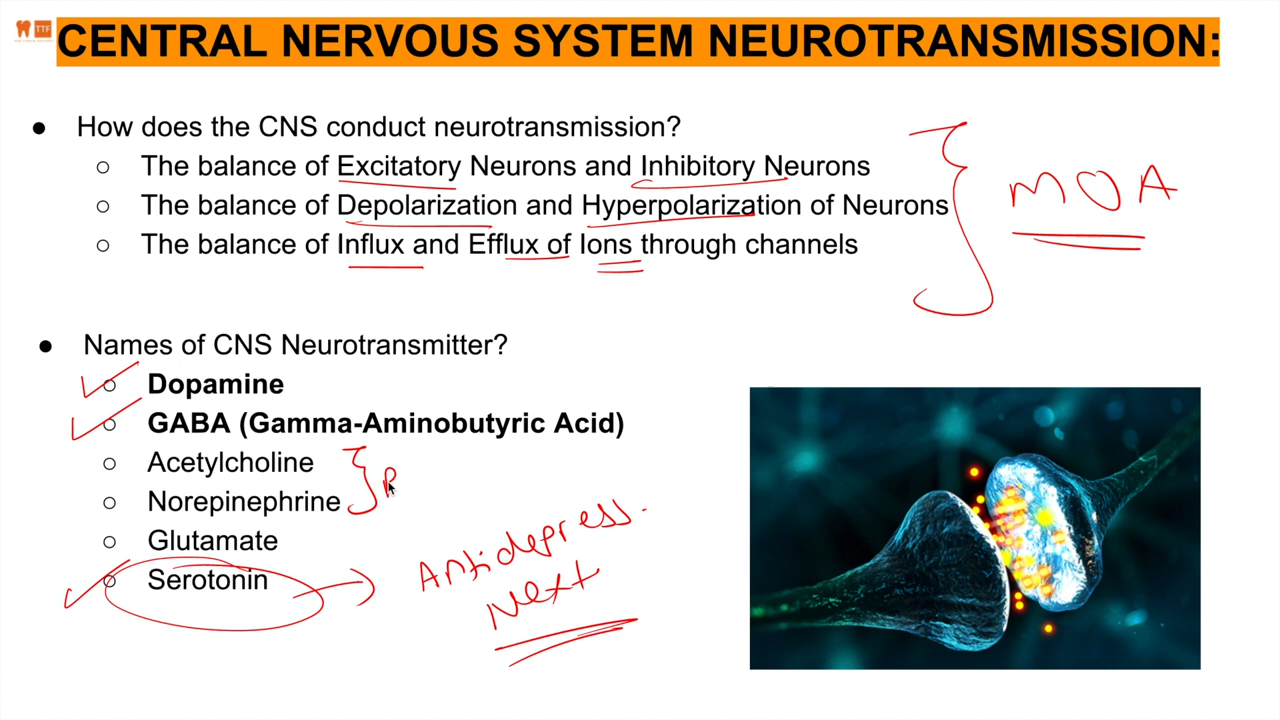 TTF
CENTRAL NERVOUS SYSTEM NEUROTRANSMISSION:
● How does the CNS conduct neurotransmission?
○ The balance of Excitatory Neurons and Inhibitory Neurons
○ The balance of Depolarization and Hyperpolarization of Neurons
○ The balance of Influx and Efflux of Ions through channels
MOA
● Names of CNS Neurotransmitter?
○ Dopamine
○ GABA (Gamma-Aminobutyric Acid)
○ Acetylcholine
○ Norepinephrine
○ Glutamate
○ Serotonin
Antidepress.
Next